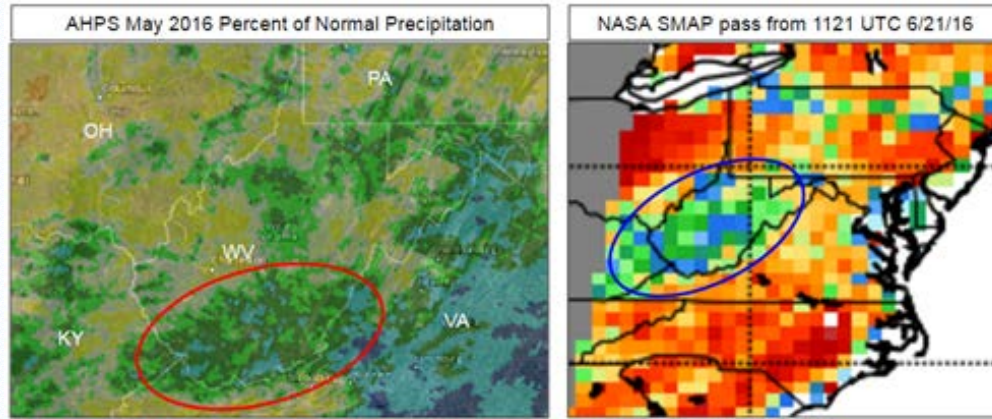 AHPS May 2016 Percent of Normal Precipitation
NASA SMAP pass from 1121 UTC 6/21/16
PA
Columbus
OH
WV
KY
VA